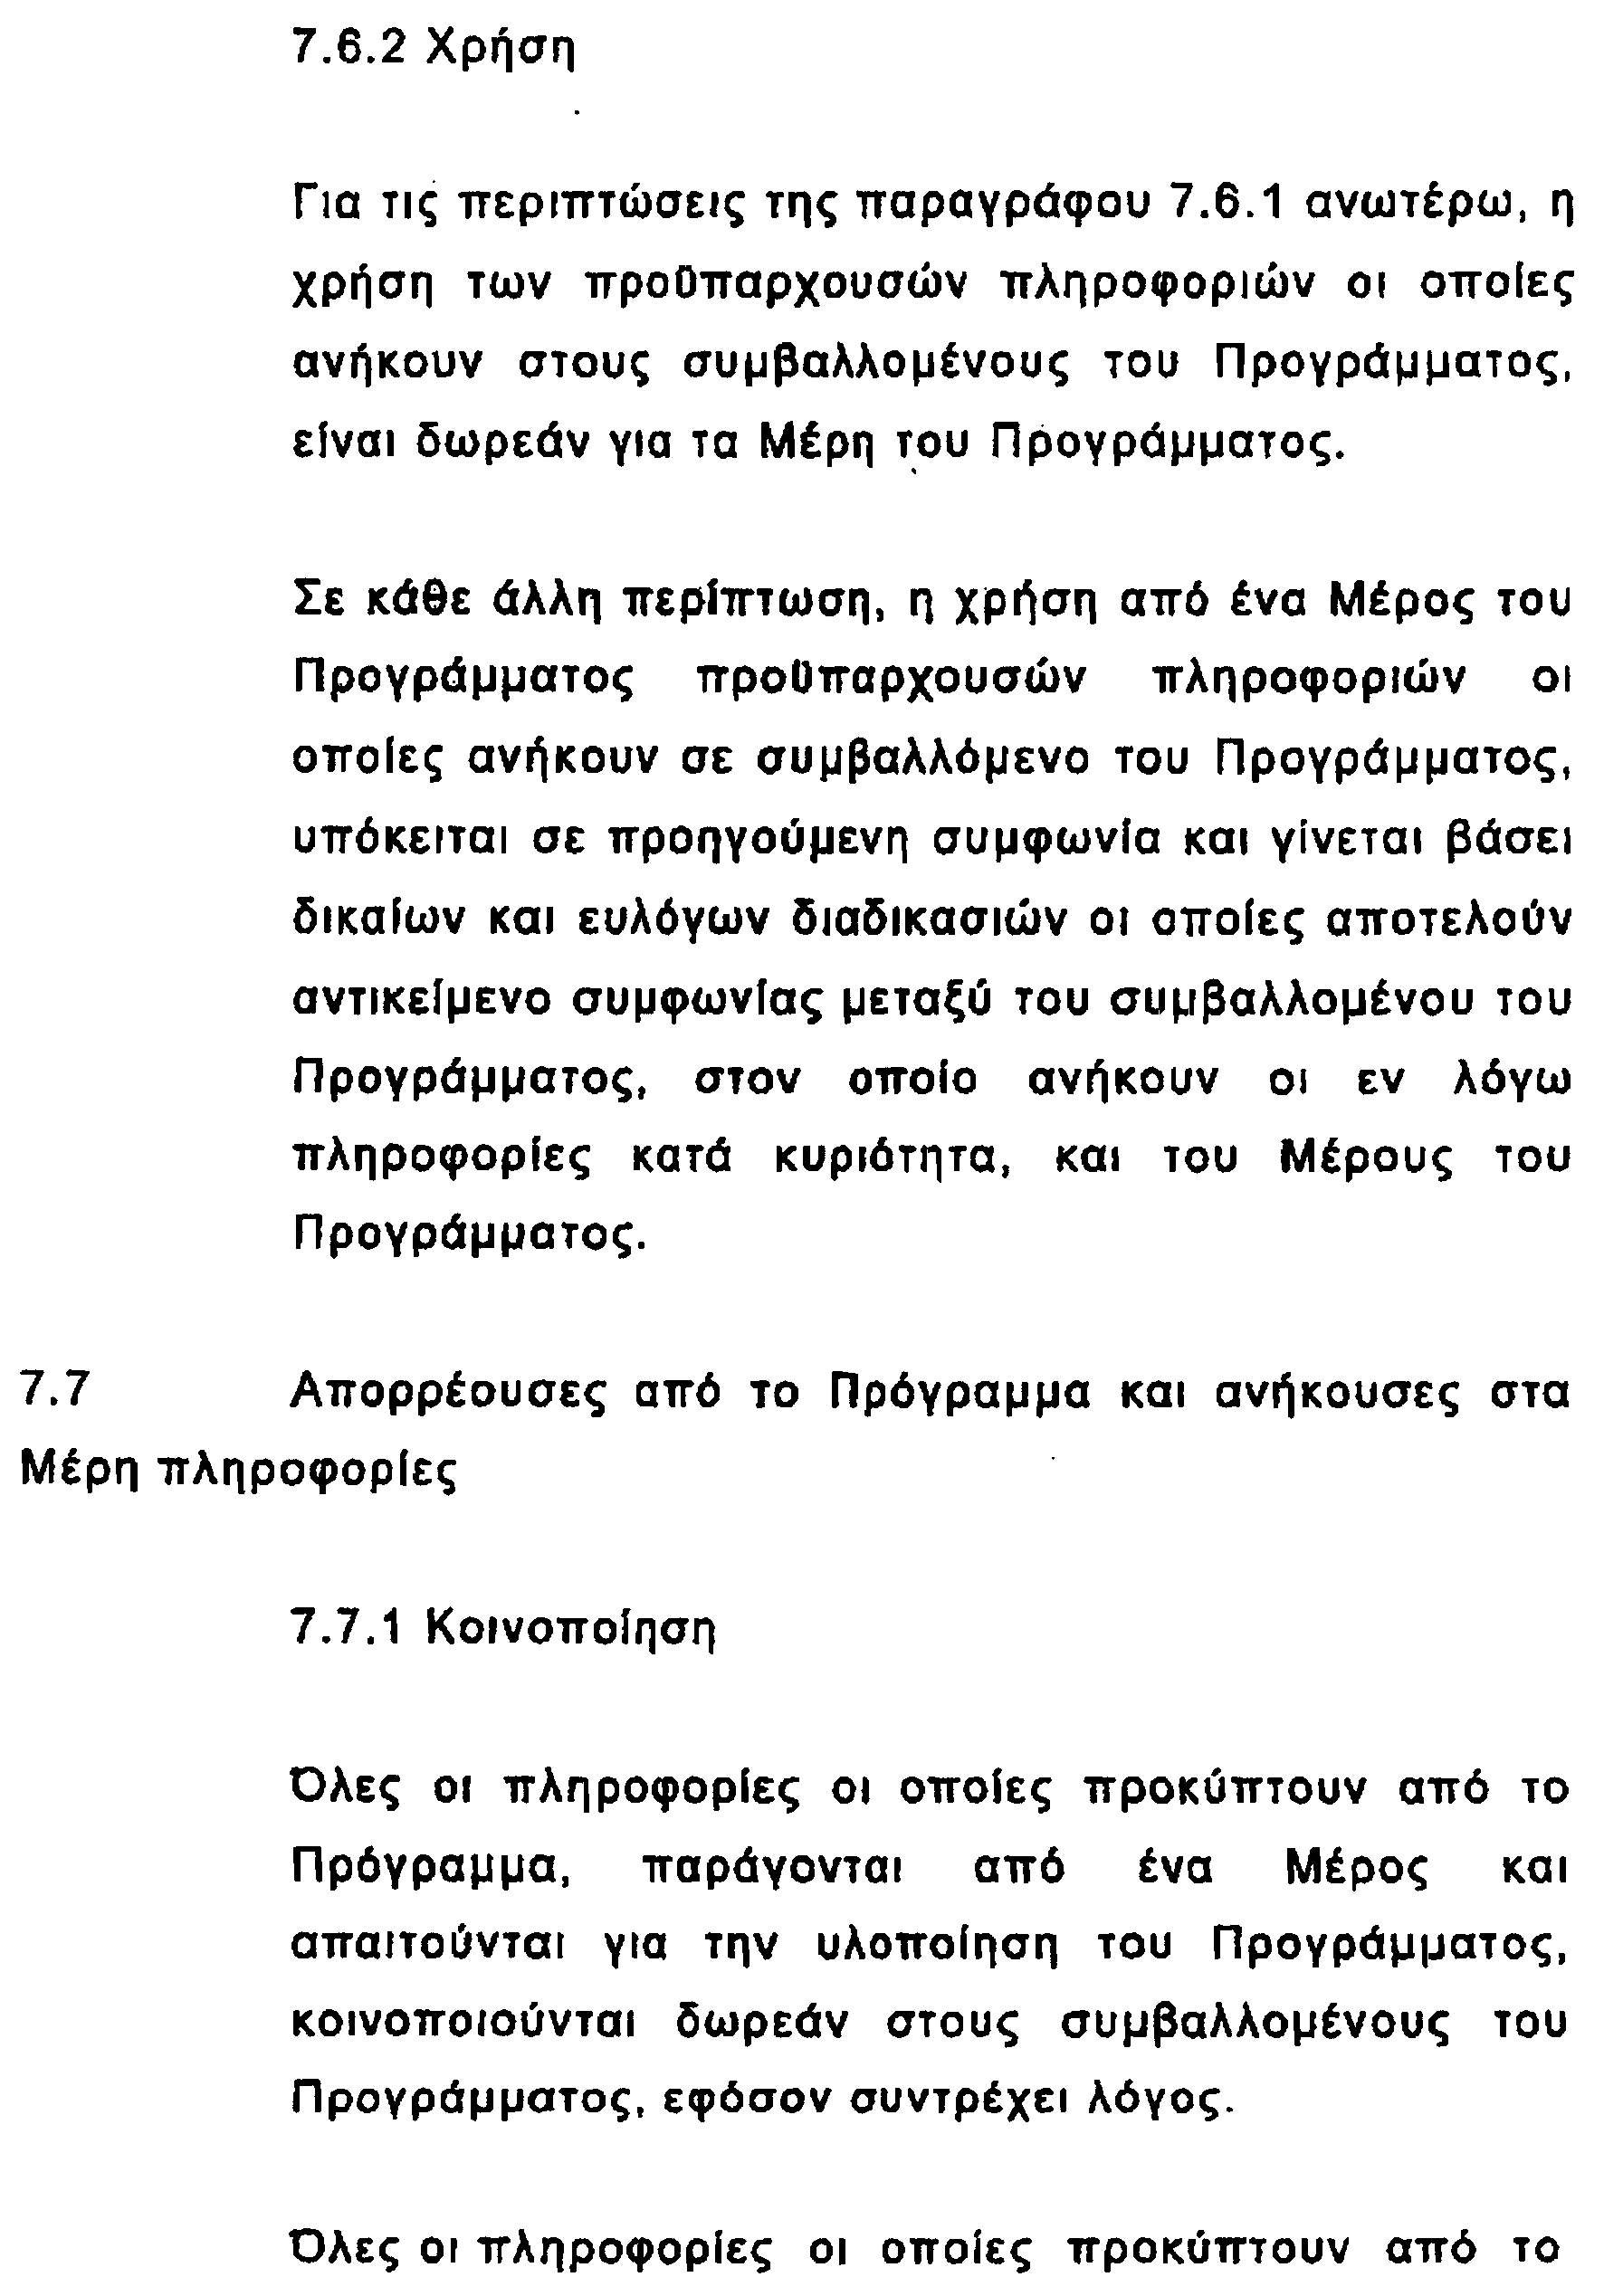 7.6.2 Χρήση
Για τις περιπτώσεις της παραγράφου 7.6.1 ανωτέρω, η
χρήση των προϋπαρχουσών πληροφοριών οι οποίες
ανήκουν στους συμβαλλομένους του Προγράμματος,
είναι δωρεάν για τα Μέρη του Προγράμματος.
Σε κάθε άλλη περίπτωση, η χρήση από ένα Μέρος του
Προγράμματος προϋπαρχουσών πληροφοριών οι
οποίες ανήκουν σε συμβαλλόμενο του Προγράμματος,
υπόκειται σε προηγούμενη συμφωνία και γίνεται βάσει
δικαίων και ευλόγων διαδικασιών οι οποίες αποτελούν
αντικείμενο συμφωνίας μεταξύ του συμβαλλομένου του
Προγράμματος, στον οποίο ανήκουν οι εν λόγω
πληροφορίες κατά κυριότητα, και του Μέρους του
Προγράμματος.
7.7 Απορρέουσες από το Πρόγραμμα και ανήκουσες στα
Μέρη πληροφορίες
7.7.1 Κοινοποίηση
Όλες οι πληροφορίες οι οποίες προκύπτουν από το
Πρόγραμμα, παράγονται από ένα Μέρος και
απαιτούνται για την υλοποίηση του Προγράμματος,
κοινοποιούνται δωρεάν στους συμβαλλομένους του
Προγράμματος, εφόσον συντρέχει λόγος.
Όλες οι πληροφορίες οι οποίες προκύπτουν από το